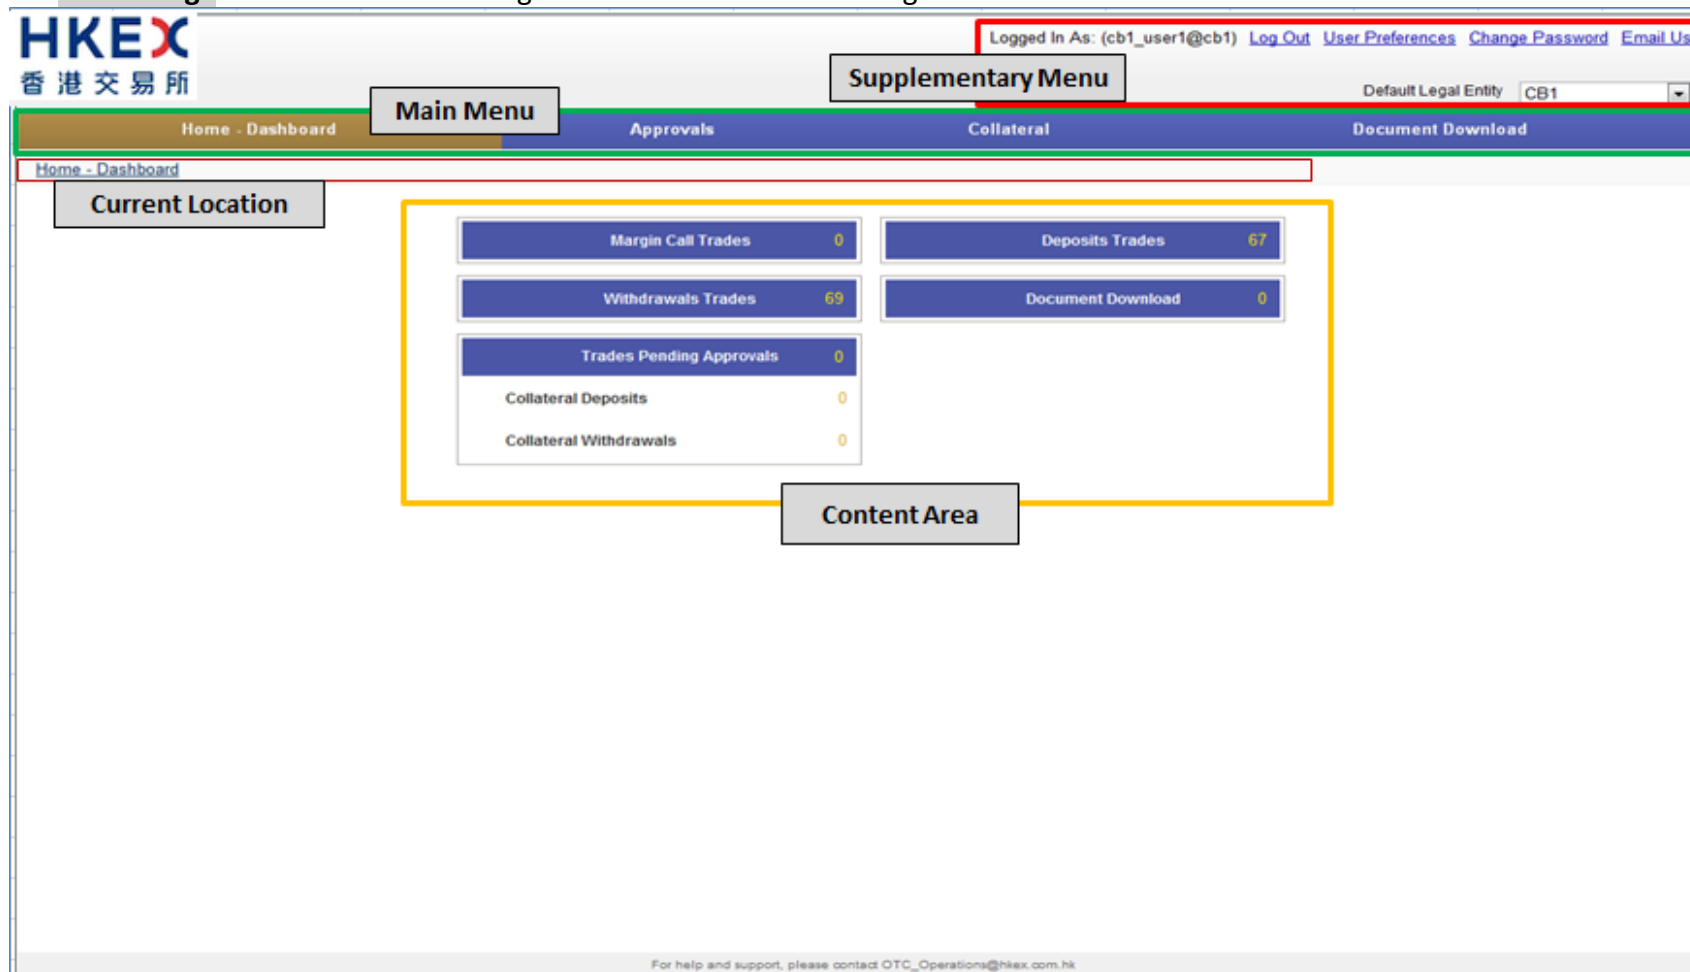 HKEX
香港交易所
Logged In As: (cb1_user1@cb1) Log Out User Preferences Change Password Email Us
Supplementary Menu
Default Legal Entity CB1
Main Menu
Home - Dashboard Approvals Collateral Document Download
Home - Dashboard
Current Location
Margin Call Trades 0 Deposits Trades 67
Withdrawals Trades 69 Document Download 0
Trades Pending Approvals 0
Collateral Deposits 0
Collateral Withdrawals 0
Content Area
For help and support, please contact OTC_Operations@hkex.com.hk